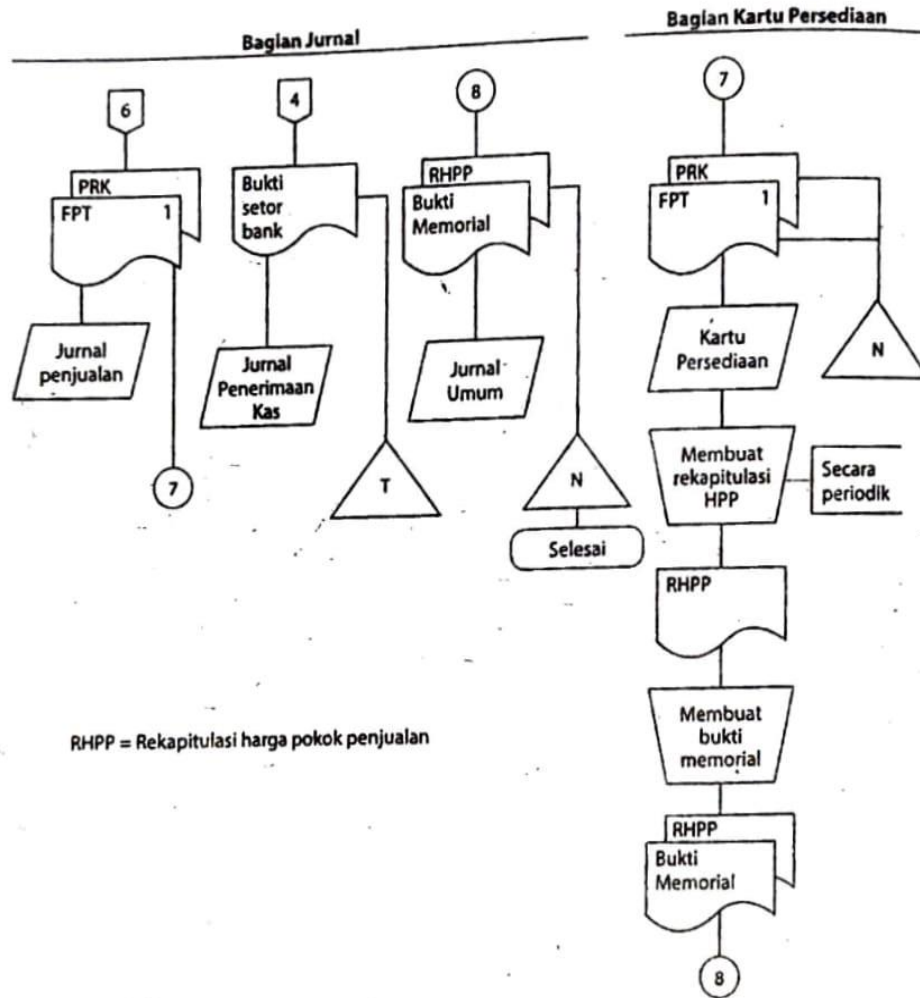 Bagian Jurnal
6
PRK
FPT 1
Jurnal
penjualan
7
4
Bukti
setor
bank
Jurnal
Penerimaan
Kas
T
8
RHPP
Bukti
Memorial
Jurnal
Umum
N
Selesai
RHPP = Rekapitulasi harga pokok penjualan
Bagian Kartu Persediaan
7
PRK
FPT 1
N
Kartu
Persediaan
Membuat
rekapitulasi
HPP
Secara
periodik
RHPP
Membuat
bukti
memorial
RHPP
Bukti
Memorial
8